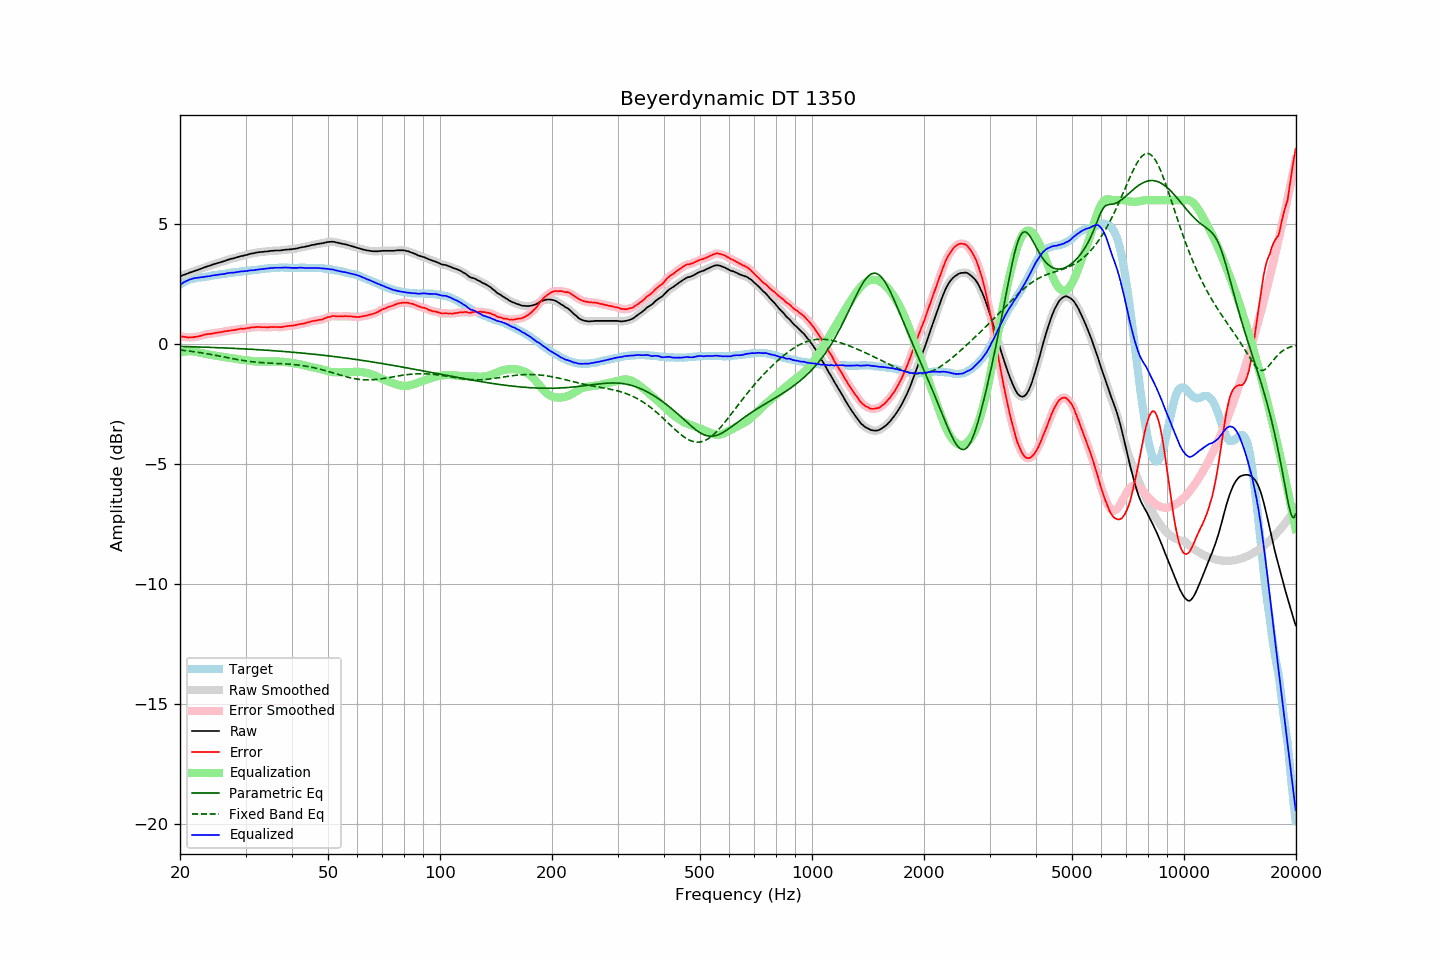 Beyerdynamic DT 1350
Amplitude (dBr)
5
0
−5
−10
−15
−20
Target
Raw Smoothed
Error Smoothed
Raw
Error
Equalization
Parametric Eq
Fixed Band Eq
Equalized
20 50 100 200 500 1000 2000 5000 10000 20000
Frequency (Hz)